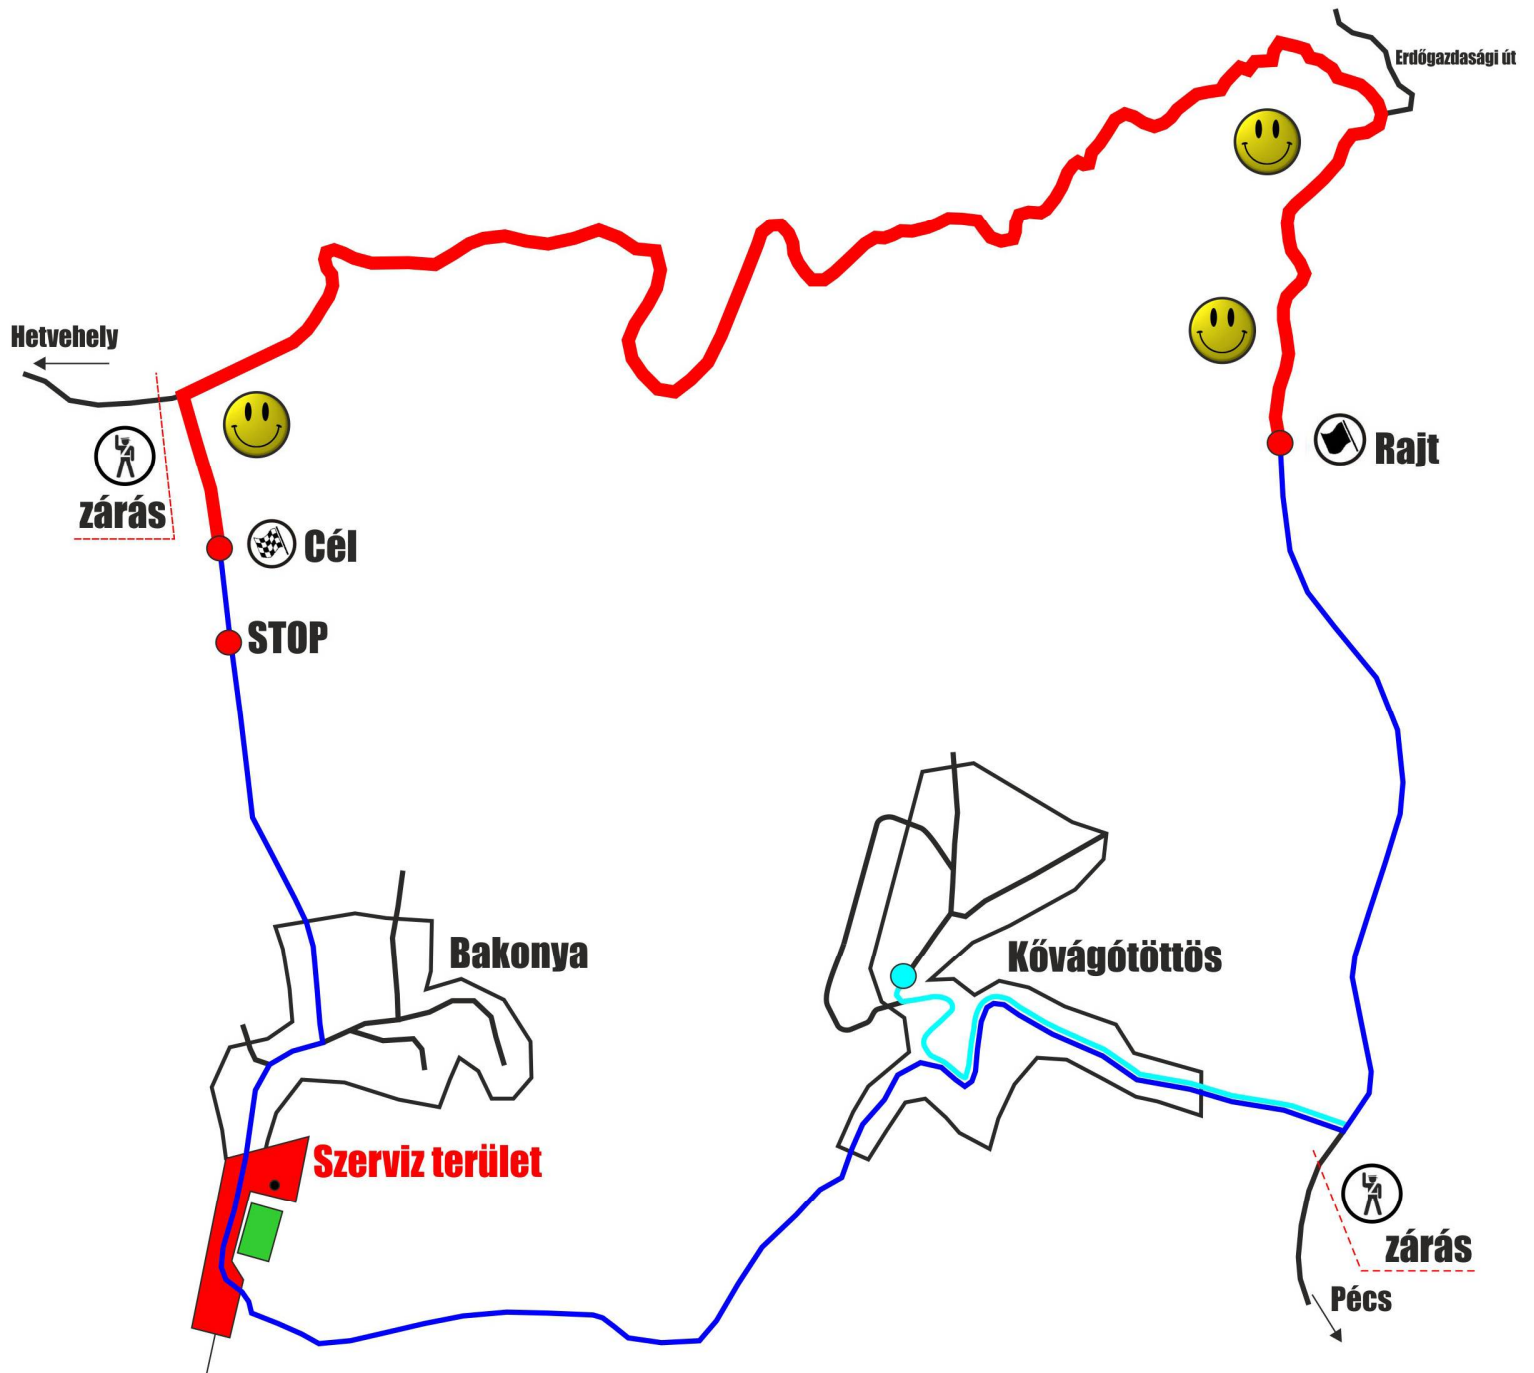 Erdőgazdasági út
Hetvehely
Rajt
zárás
Cél
STOP
Bakonya
Kővágótöttös
Szerviz terület
zárás
Pécs